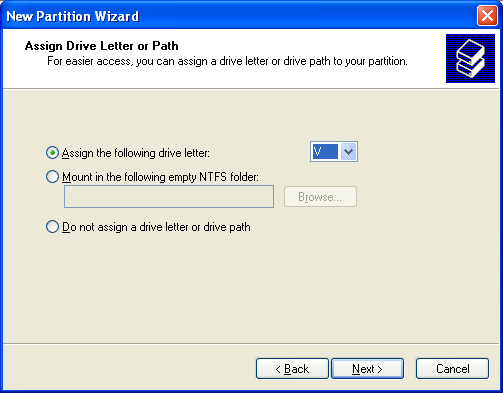 New Partition Wizard
Assign Drive Letter or Path
For easier access, you can assign a drive letter or drive path to your partition.
Assign the following drive letter: V
Mount in the following empty NTFS folder:
Browse...
Do not assign a drive letter or drive path
< Back Next > Cancel